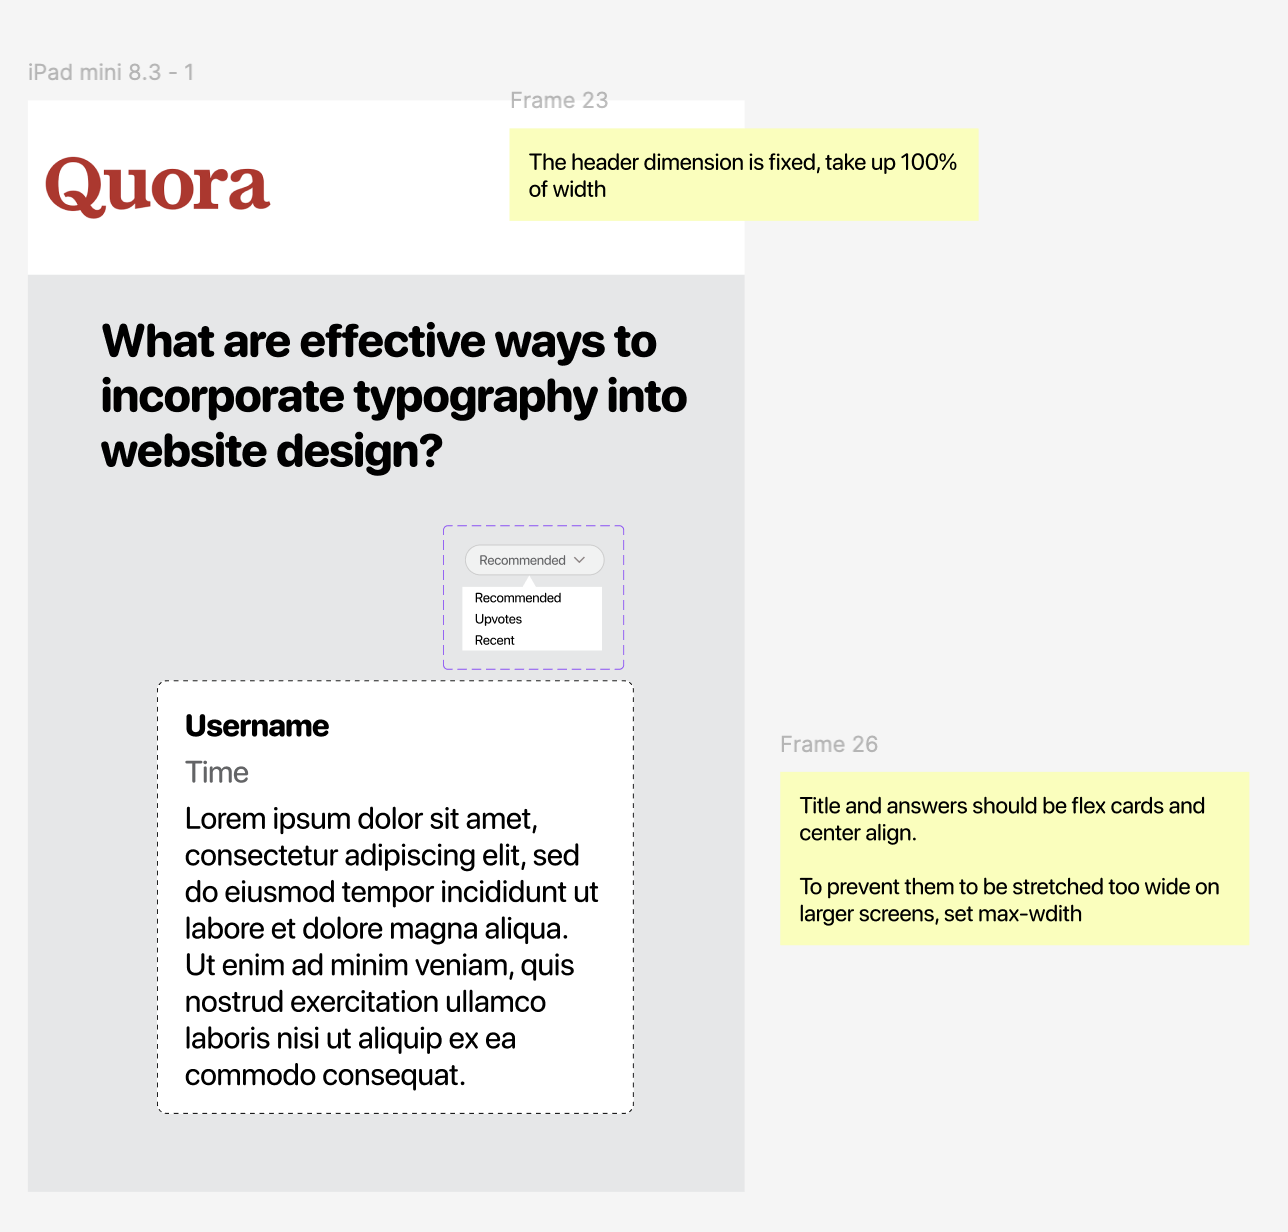 iPad mini 8.3 - 1
Frame 23
The header dimension is fixed, take up 100%
of width
Quora
What are effective ways to
incorporate typography into
website design?
Recommended
Recommended
Upvotes
Recent
Username
Time
Lorem ipsum dolor sit amet,
consectetur adipiscing elit, sed
do eiusmod tempor incididunt ut
labore et dolore magna aliqua.
Ut enim ad minim veniam, quis
nostrud exercitation ullamco
laboris nisi ut aliquip ex ea
commodo consequat.
Frame 26
Title and answers should be flex cards and
center align.
To prevent them to be stretched too wide on
larger screens, set max-wdith